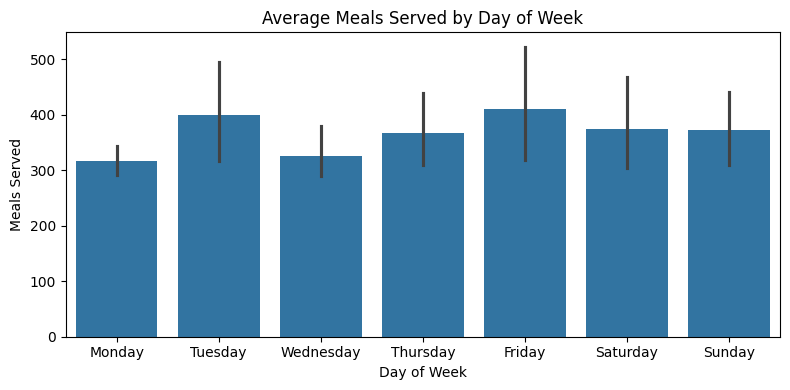 Average Meals Served by Day of Week
Meals Served
500
400
300
200
100
0
Monday Tuesday Wednesday Thursday Friday Saturday Sunday
Day of Week